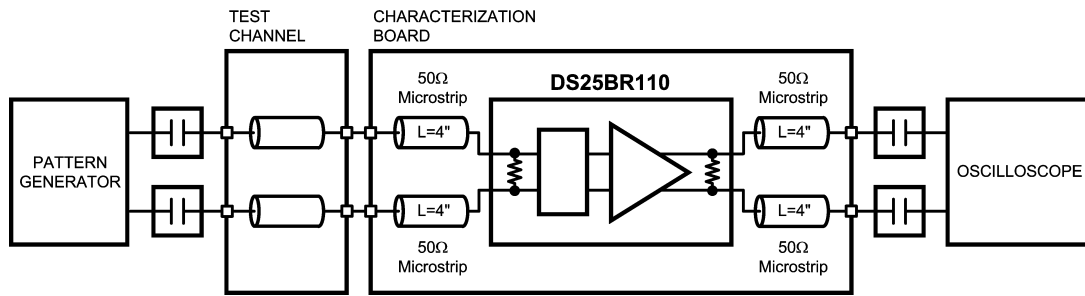 TEST
CHANNEL
CHARACTERIZATION
BOARD
50Ω
Microstrip
DS25BR110
50Ω
Microstrip
L=4"
L=4"
PATTERN
GENERATOR
OSCILLOSCOPE
L=4"
L=4"
50Ω
Microstrip
50Ω
Microstrip